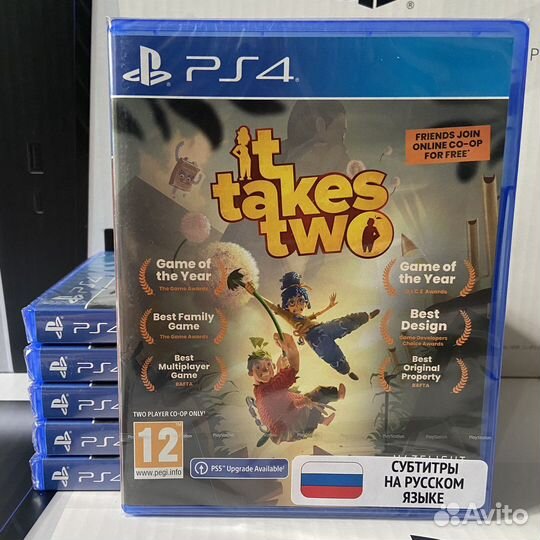 PS4
FRIENDS JOIN
ONLINE CO-OP
FOR FREE*
it
takes
two
Game of
the Year
The Game Awards
Game of
the Year
D.I.C.E Awards
Best Family
Game
The Game Awards
Best
Design
Game Developers
Choice Awards
Best
Multiplayer
Game
BAFTA
Best
Original
Property
BAFTA
TWO PLAYER CO-OP ONLY!
12
www.pegi.info
PS5™ Upgrade Available†
СУБТИТРЫ
НА РУССКОМ
ЯЗЫКЕ
PS4
PS4
PS4
PS4
PS4
Avito